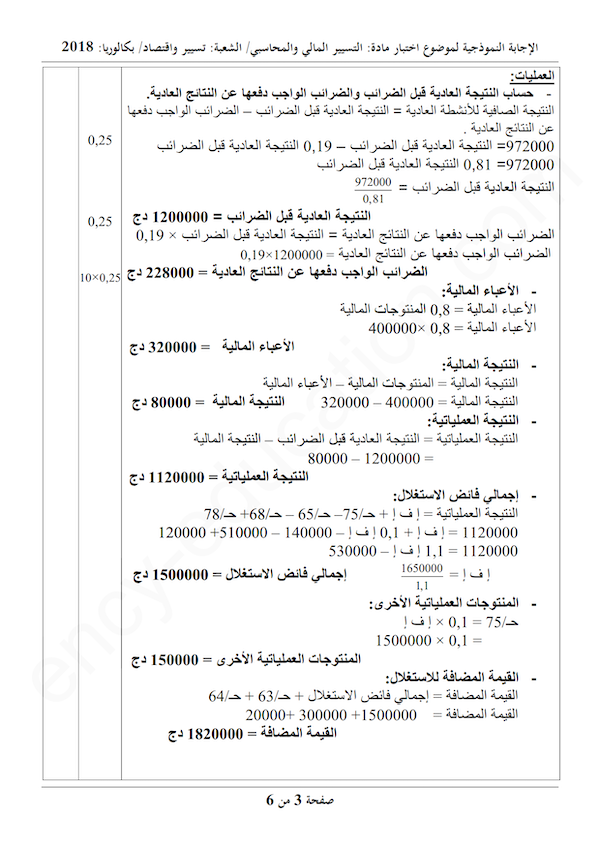 الإجابة النموذجية لموضوع اختبار مادة: التسيير المالي والمحاسبي/ الشعبة: تسيير واقتصاد/ بكالوريا: 2018
العمليات:
- حساب النتيجة العادية قبل الضرائب والضرائب الواجب دفعها عن النتائج العادية.
النتيجة الصافية للأنشطة العادية = النتيجة العادية قبل الضرائب – الضرائب الواجب دفعها
عن النتائج العادية .
0,25
972000= النتيجة العادية قبل الضرائب – 0,19 النتيجة العادية قبل الضرائب
972000= 0,81 النتيجة العادية قبل الضرائب
النتيجة العادية قبل الضرائب = 972000 / 0,81
0,25
النتيجة العادية قبل الضرائب = 1200000 دج
الضرائب الواجب دفعها عن النتائج العادية = النتيجة العادية قبل الضرائب × 0,19
الضرائب الواجب دفعها عن النتائج العادية = 1200000×0,19
10×0,25
الضرائب الواجب دفعها عن النتائج العادية = 228000 دج
- الأعباء المالية:
الأعباء المالية = 0,8 المنتوجات المالية
الأعباء المالية = 0,8 ×400000
الأعباء المالية = 320000 دج
- النتيجة المالية:
النتيجة المالية = المنتوجات المالية – الأعباء المالية
النتيجة المالية = 400000 – 320000 النتيجة المالية = 80000 دج
- النتيجة العملياتية:
النتيجة العملياتية = النتيجة العادية قبل الضرائب – النتيجة المالية
= 1200000 – 80000
النتيجة العملياتية = 1120000 دج
- إجمالي فائض الاستغلال:
النتيجة العملياتية = إ ف إ + حـ/75– حـ/65 – حـ/68+ حـ/78
1120000 = إ ف إ + 0,1 إ ف إ – 140000 – 510000+ 120000
1120000 = 1,1 إ ف إ – 530000
إ ف إ = 1650000 / 1,1 إجمالي فائض الاستغلال = 1500000 دج
- المنتوجات العملياتية الأخرى:
حـ/75 = 0,1 × إ ف إ
= 0,1 × 1500000
المنتوجات العملياتية الأخرى = 150000 دج
- القيمة المضافة للاستغلال:
القيمة المضافة = إجمالي فائض الاستغلال + حـ/63 + حـ/64
القيمة المضافة = 1500000+ 300000 +20000
القيمة المضافة = 1820000 دج
صفحة 3 من 6
ency-education.com